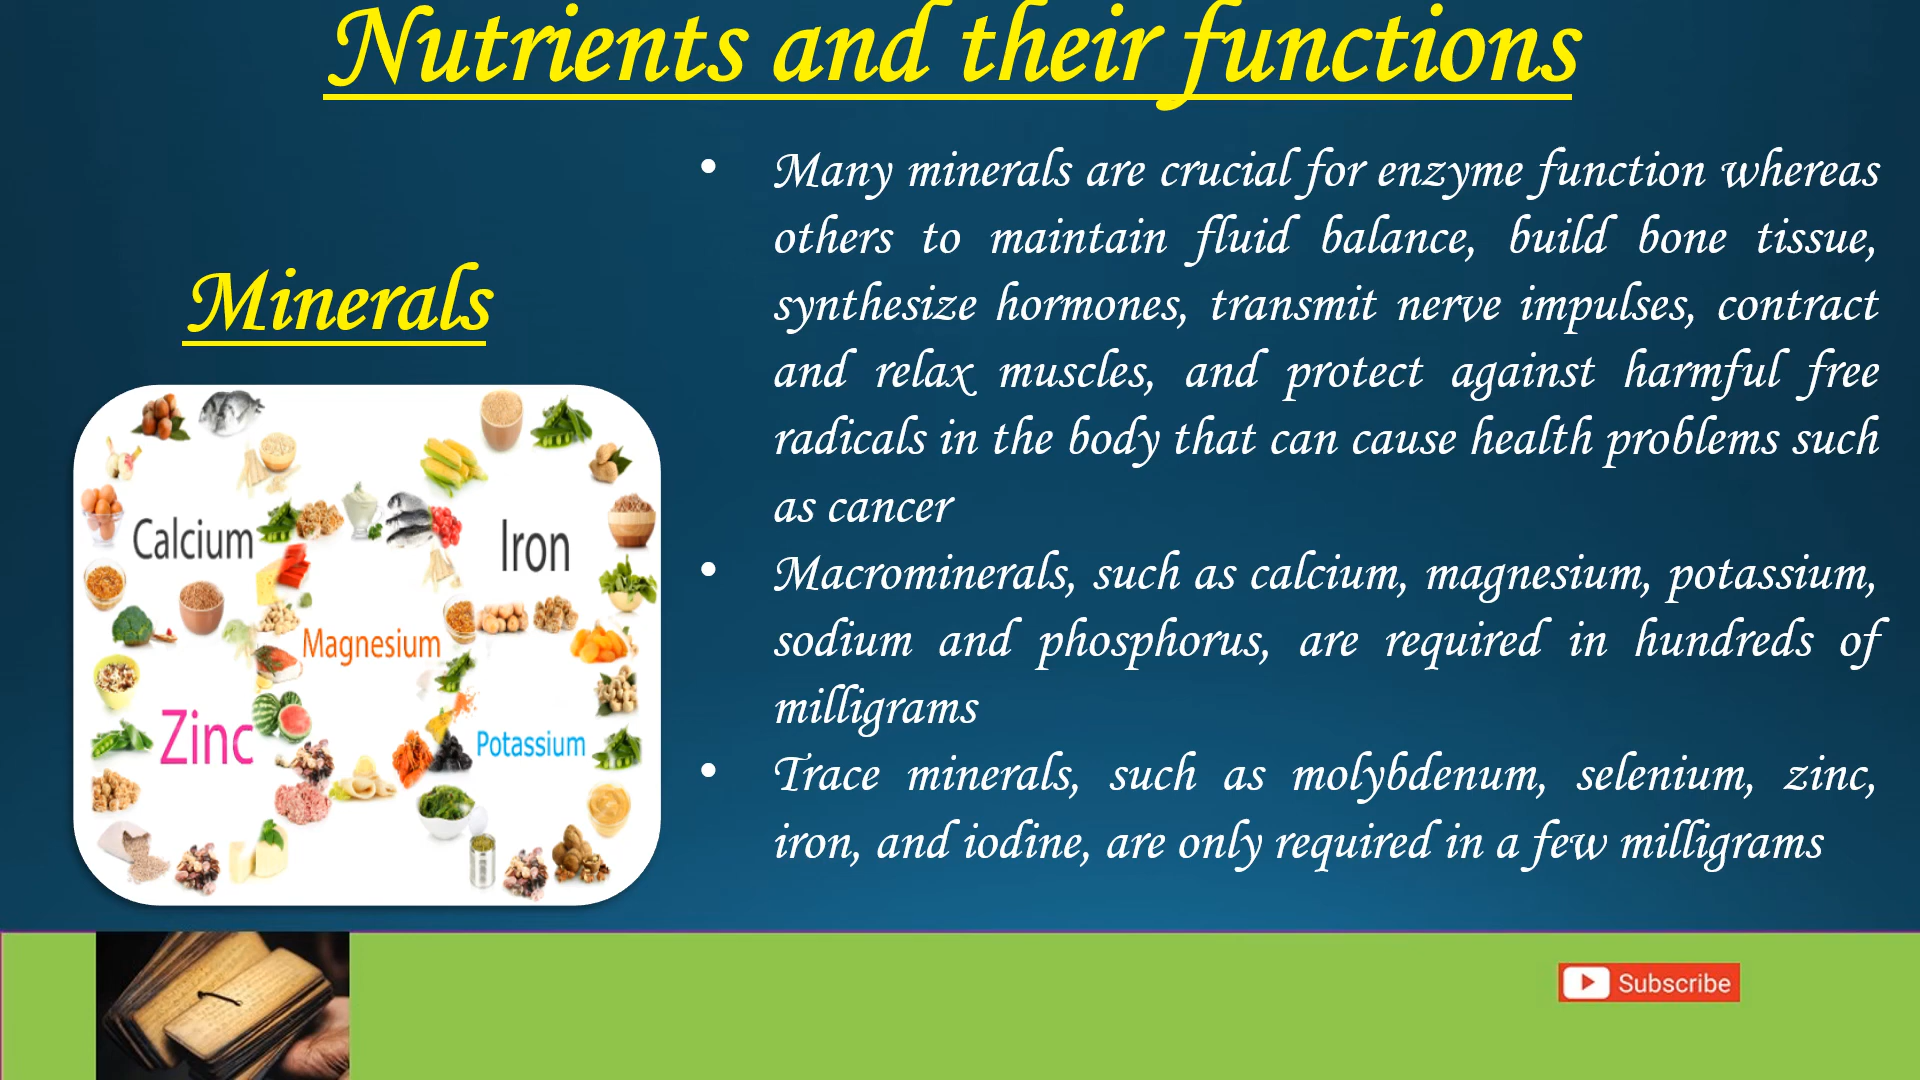 Nutrients and their functions
Minerals
Calcium
Iron
Magnesium
Zinc
Potassium
• Many minerals are crucial for enzyme function whereas
others to maintain fluid balance, build bone tissue,
synthesize hormones, transmit nerve impulses, contract
and relax muscles, and protect against harmful free
radicals in the body that can cause health problems such
as cancer
• Macrominerals, such as calcium, magnesium, potassium,
sodium and phosphorus, are required in hundreds of
milligrams
• Trace minerals, such as molybdenum, selenium, zinc,
iron, and iodine, are only required in a few milligrams
Subscribe